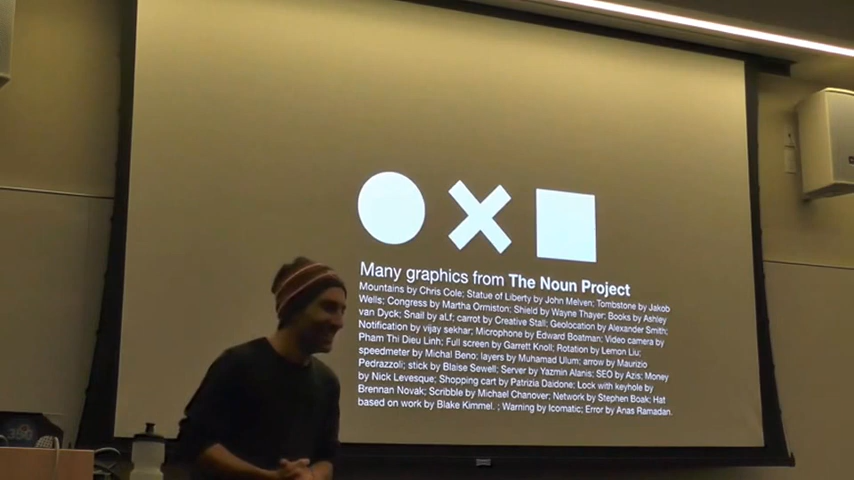 Many graphics from The Noun Project
Mountains by Chris Cole; Statue of Liberty by John Melven; Tombstone by Jakob
Wells; Congress by Martha Ormiston; Shield by Wayne Thayer; Books by Ashley
van Dyck; Snail by aLf; carrot by Creative Stall; Geolocation by Alexander Smith;
Notification by vijay sekhar; Microphone by Edward Boatman; Video camera by
Pham Thi Dieu Linh; Full screen by Garrett Knoll; Rotation by Lemon Liu;
speedmeter by Michal Beno; layers by Muhamad Ulum; arrow by Maurizio
Pedrazzoli; stick by Blaise Sewell; Server by Yazmin Alanis; SEO by Azis; Money
by Nick Levesque; Shopping cart by Patrizia Daidone; Lock with keyhole by
Brennan Novak; Scribble by Michael Chanover; Network by Stephen Boak; Hat
based on work by Blake Kimmel. ; Warning by Icomatic; Error by Anas Ramadan.